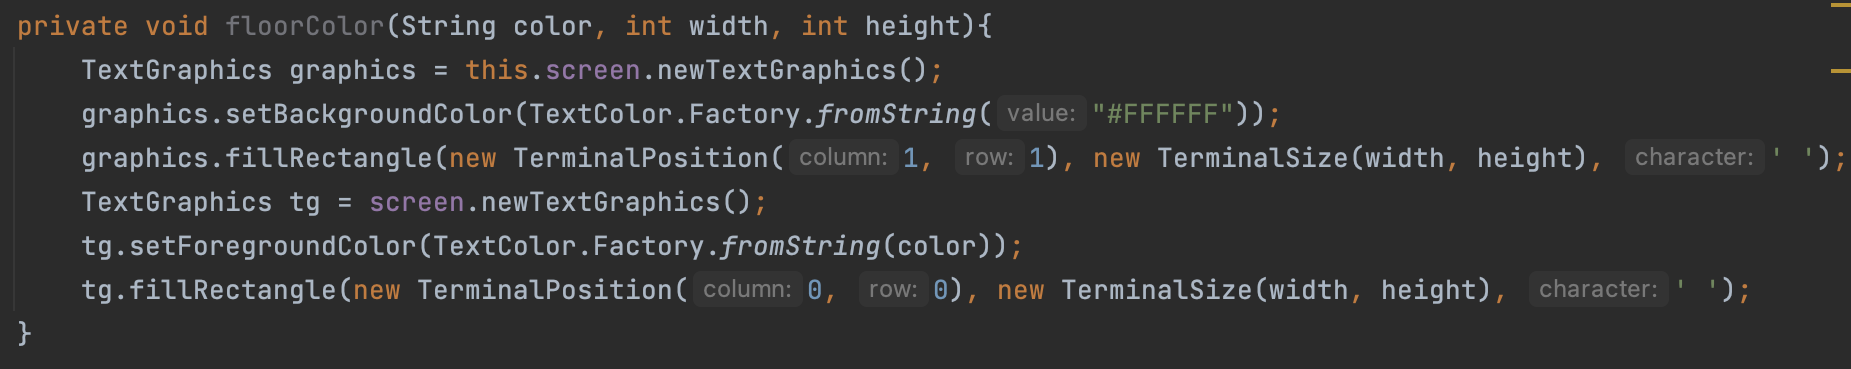 private void floorColor(String color, int width, int height){
TextGraphics graphics = this.screen.newTextGraphics();
graphics.setBackgroundColor(TextColor.Factory.fromString( value: "#FFFFFF"));
graphics.fillRectangle(new TerminalPosition( column: 1, row: 1), new TerminalSize(width, height), character: ' ');
TextGraphics tg = screen.newTextGraphics();
tg.setForegroundColor(TextColor.Factory.fromString(color));
tg.fillRectangle(new TerminalPosition( column: 0, row: 0), new TerminalSize(width, height), character: ' ');
}